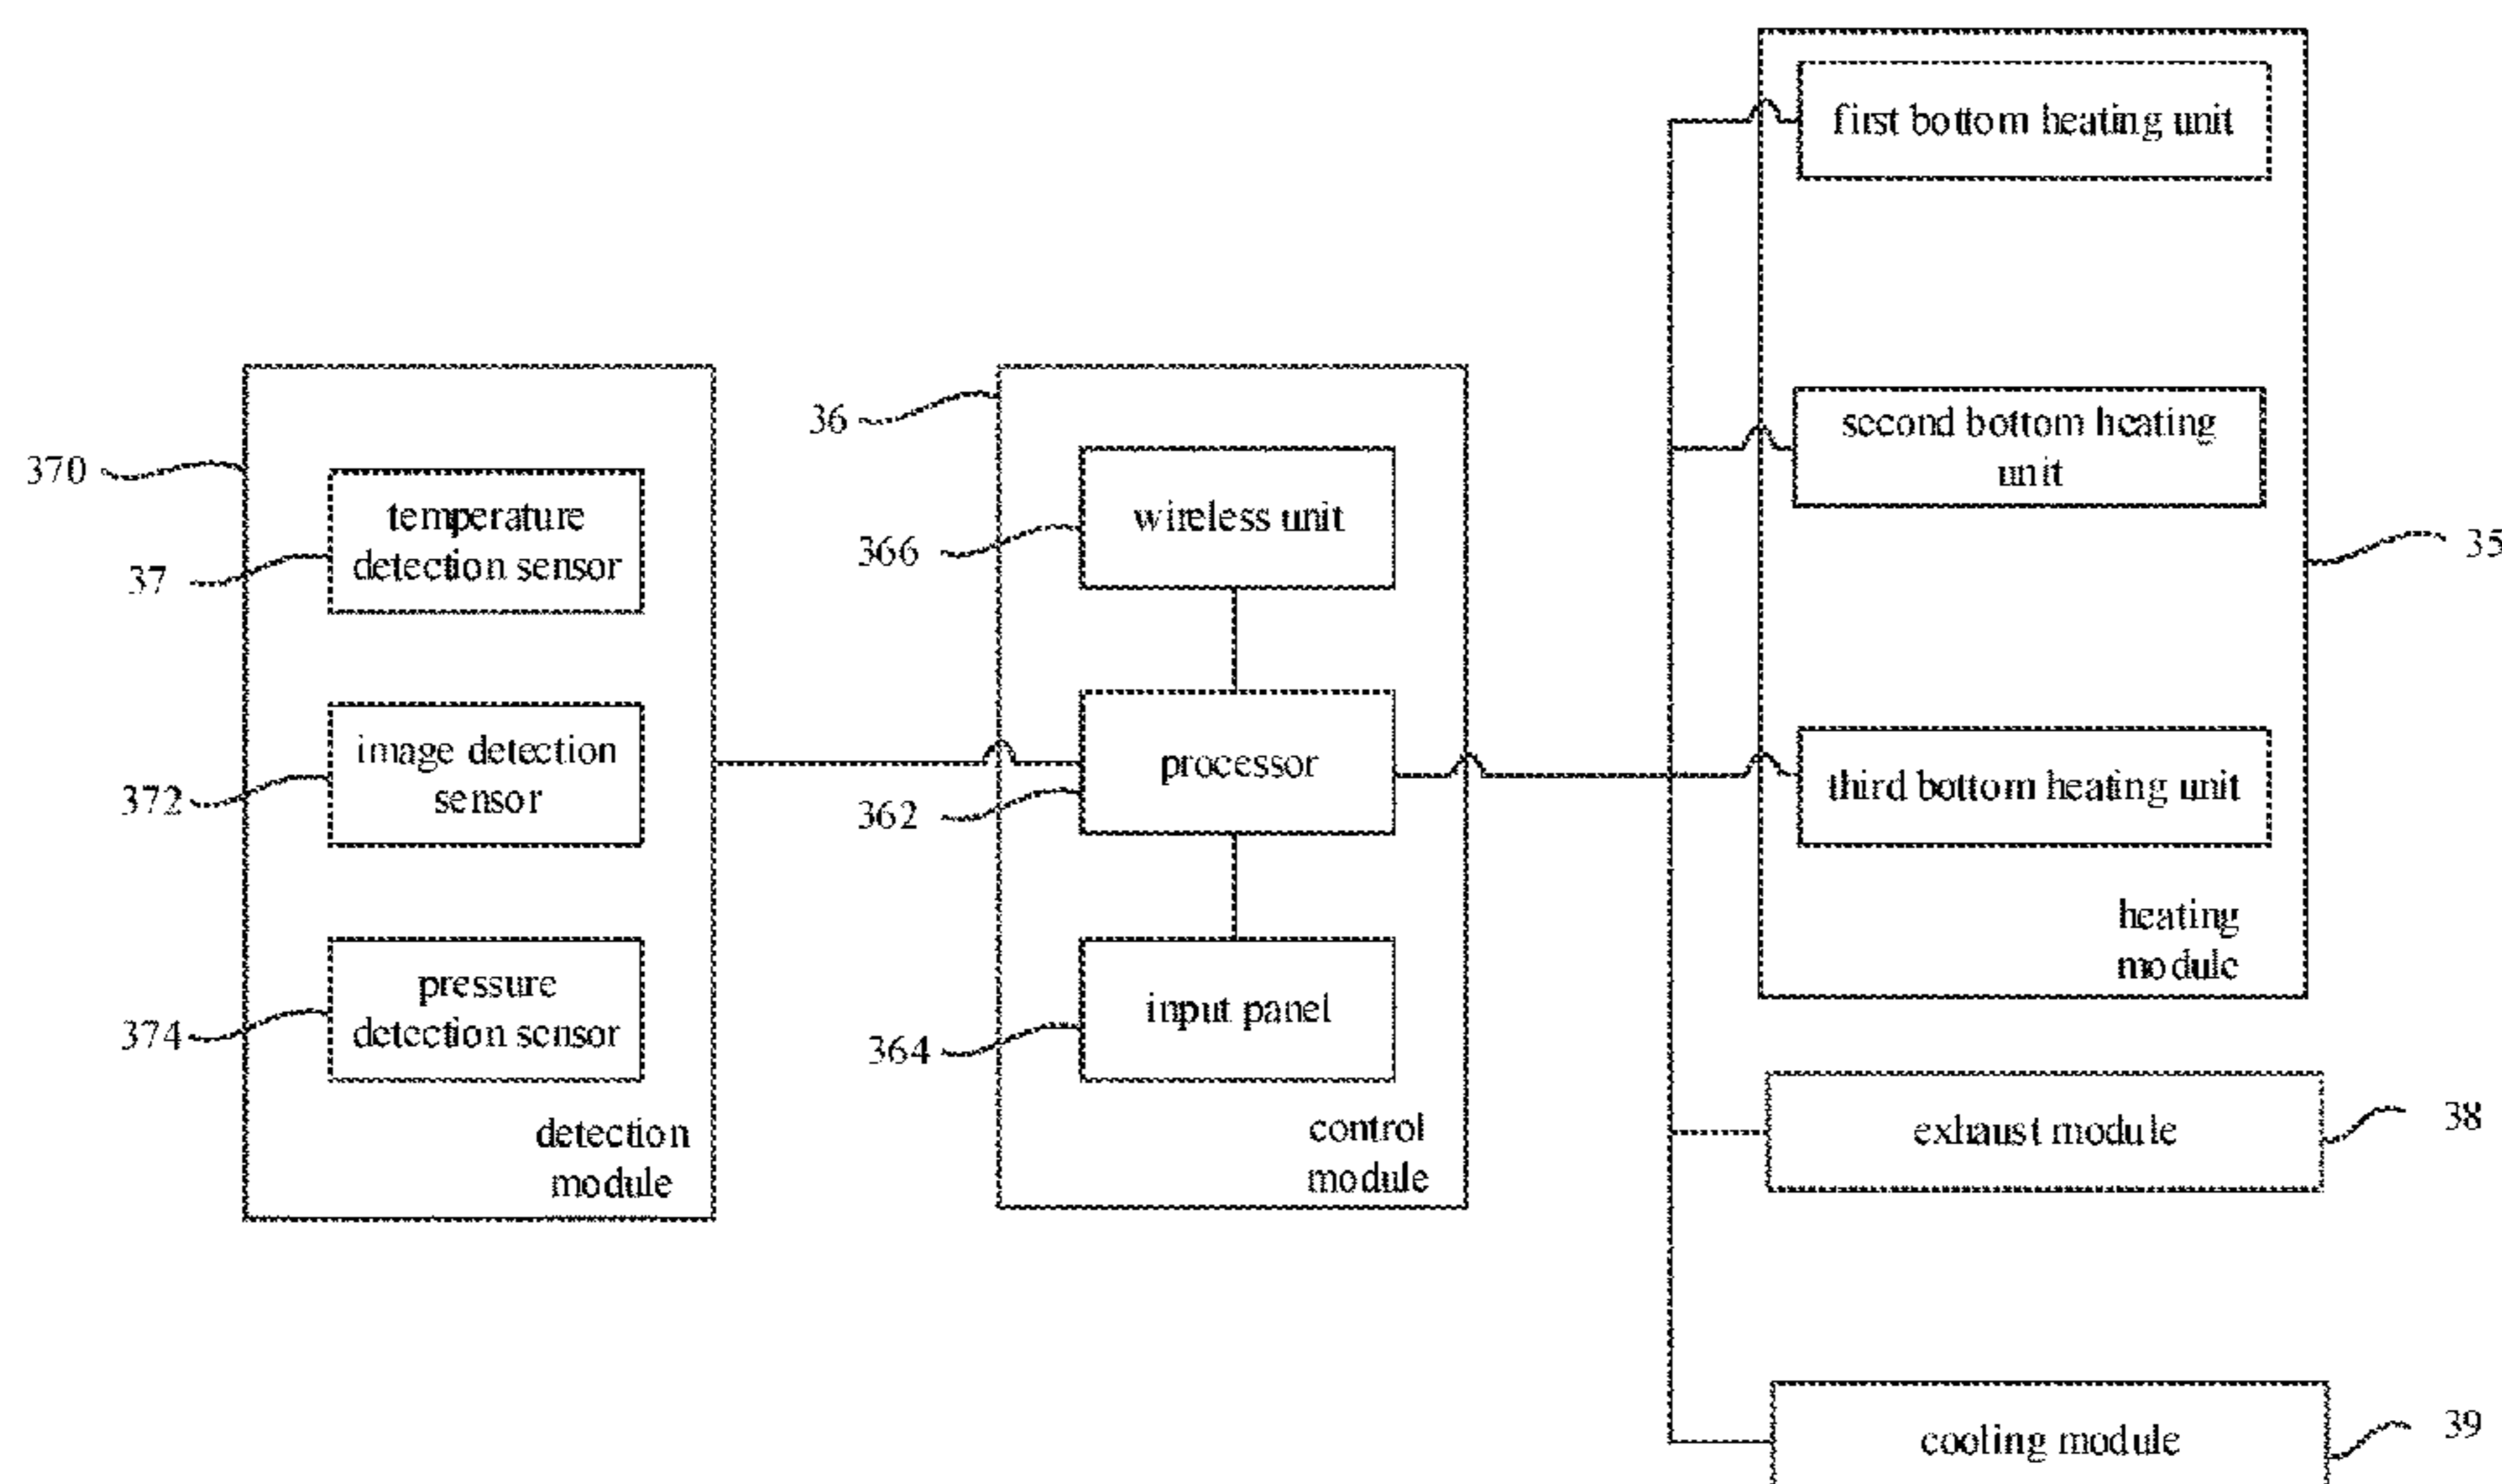 370
37
temperature
detection sensor
372
image detection
sensor
374
pressure
detection sensor
detection
module
36
366
wireless unit
362
processor
364
input panel
control
module
first bottom heating unit
second bottom heating
unit
third bottom heating unit
heating
module
35
exhaust module
38
cooling module
39